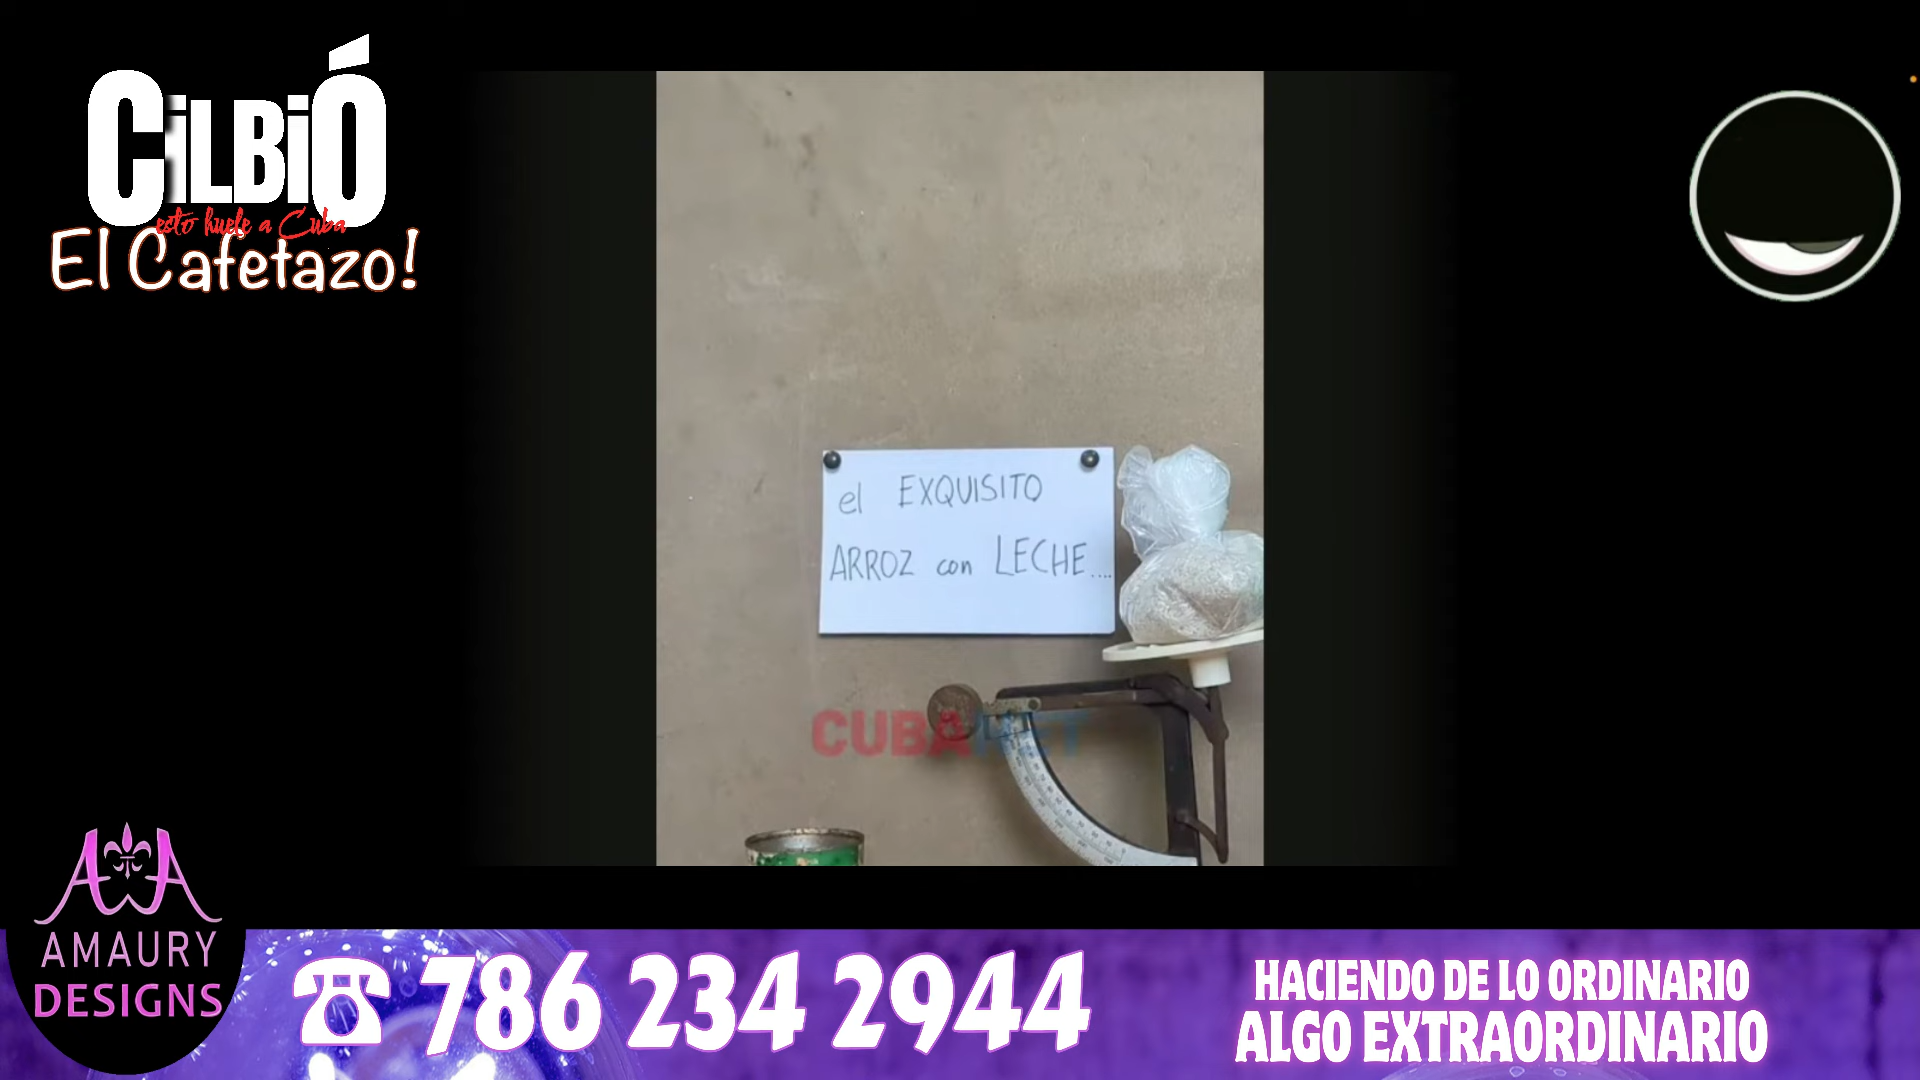 CiLBiÓ
esto huele a Cuba
El Cafetazo!
el EXQUISITO
ARROZ con LECHE....
CUBANET
AMAURY
DESIGNS
786 234 2944
HACIENDO DE LO ORDINARIO
ALGO EXTRAORDINARIO